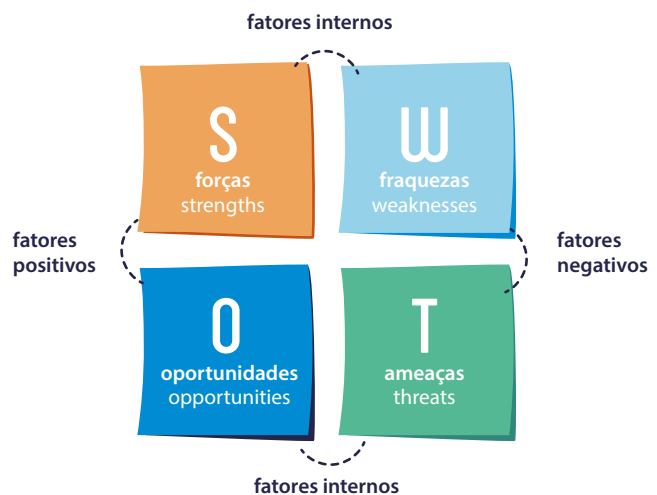 fatores internos
S
forças
strengths
W
fraquezas
weaknesses
fatores
positivos
fatores
negativos
O
oportunidades
opportunities
T
ameaças
threats
fatores internos